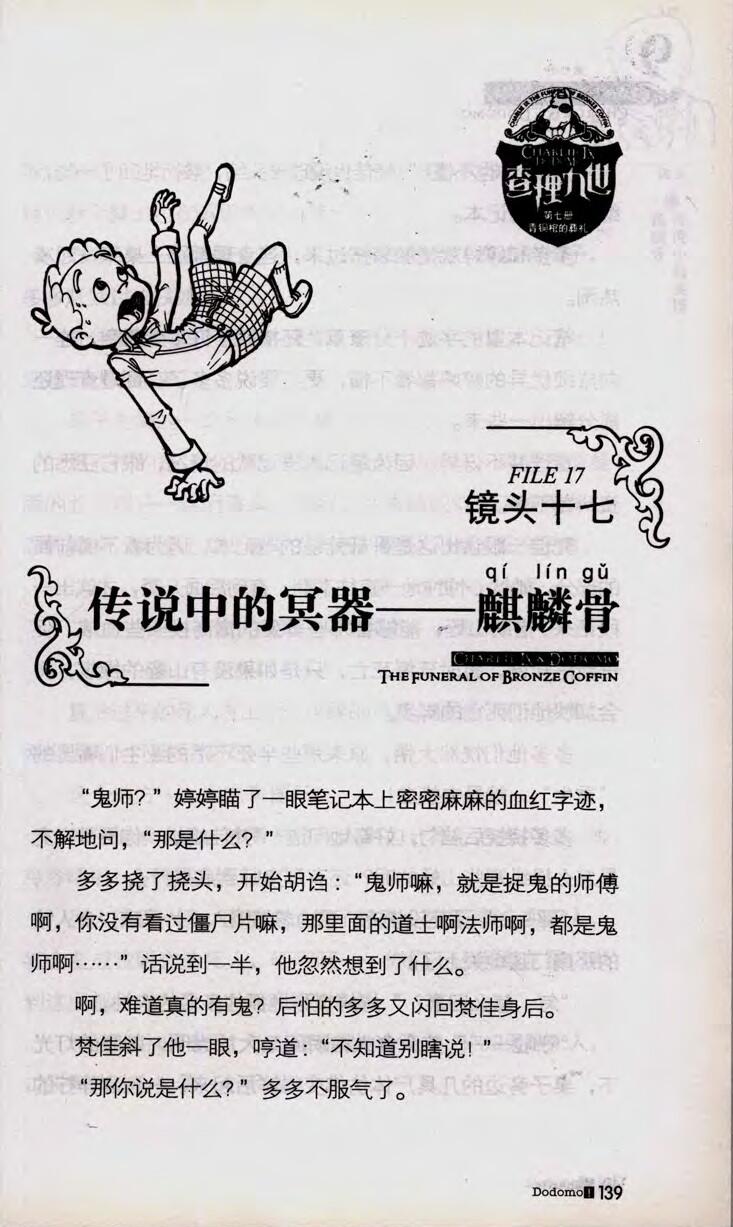 CHARLIE IX THE FUNERAL OF BRONZE COFFIN
CHARLIE IX
查理九世
第七册
青铜棺的葬礼
FILE 17
镜头十七
qí lín gǔ
传说中的冥器——麒麟骨
CHARLIE IX & DODOMO
THE FUNERAL OF BRONZE COFFIN
“鬼师？”婷婷瞄了一眼笔记本上密密麻麻的血红字迹，
不解地问，“那是什么？”
多多挠了挠头，开始胡诌：“鬼师嘛，就是捉鬼的师傅
啊，你没有看过僵尸片嘛，那里面的道士啊法师啊，都是鬼
师啊……”话说到一半，他忽然想到了什么。
啊，难道真的有鬼？后怕的多多又闪回梵佳身后。
梵佳斜了他一眼，哼道：“不知道别瞎说！”
“那你说是什么？”多多不服气了。
Dodomo! 139